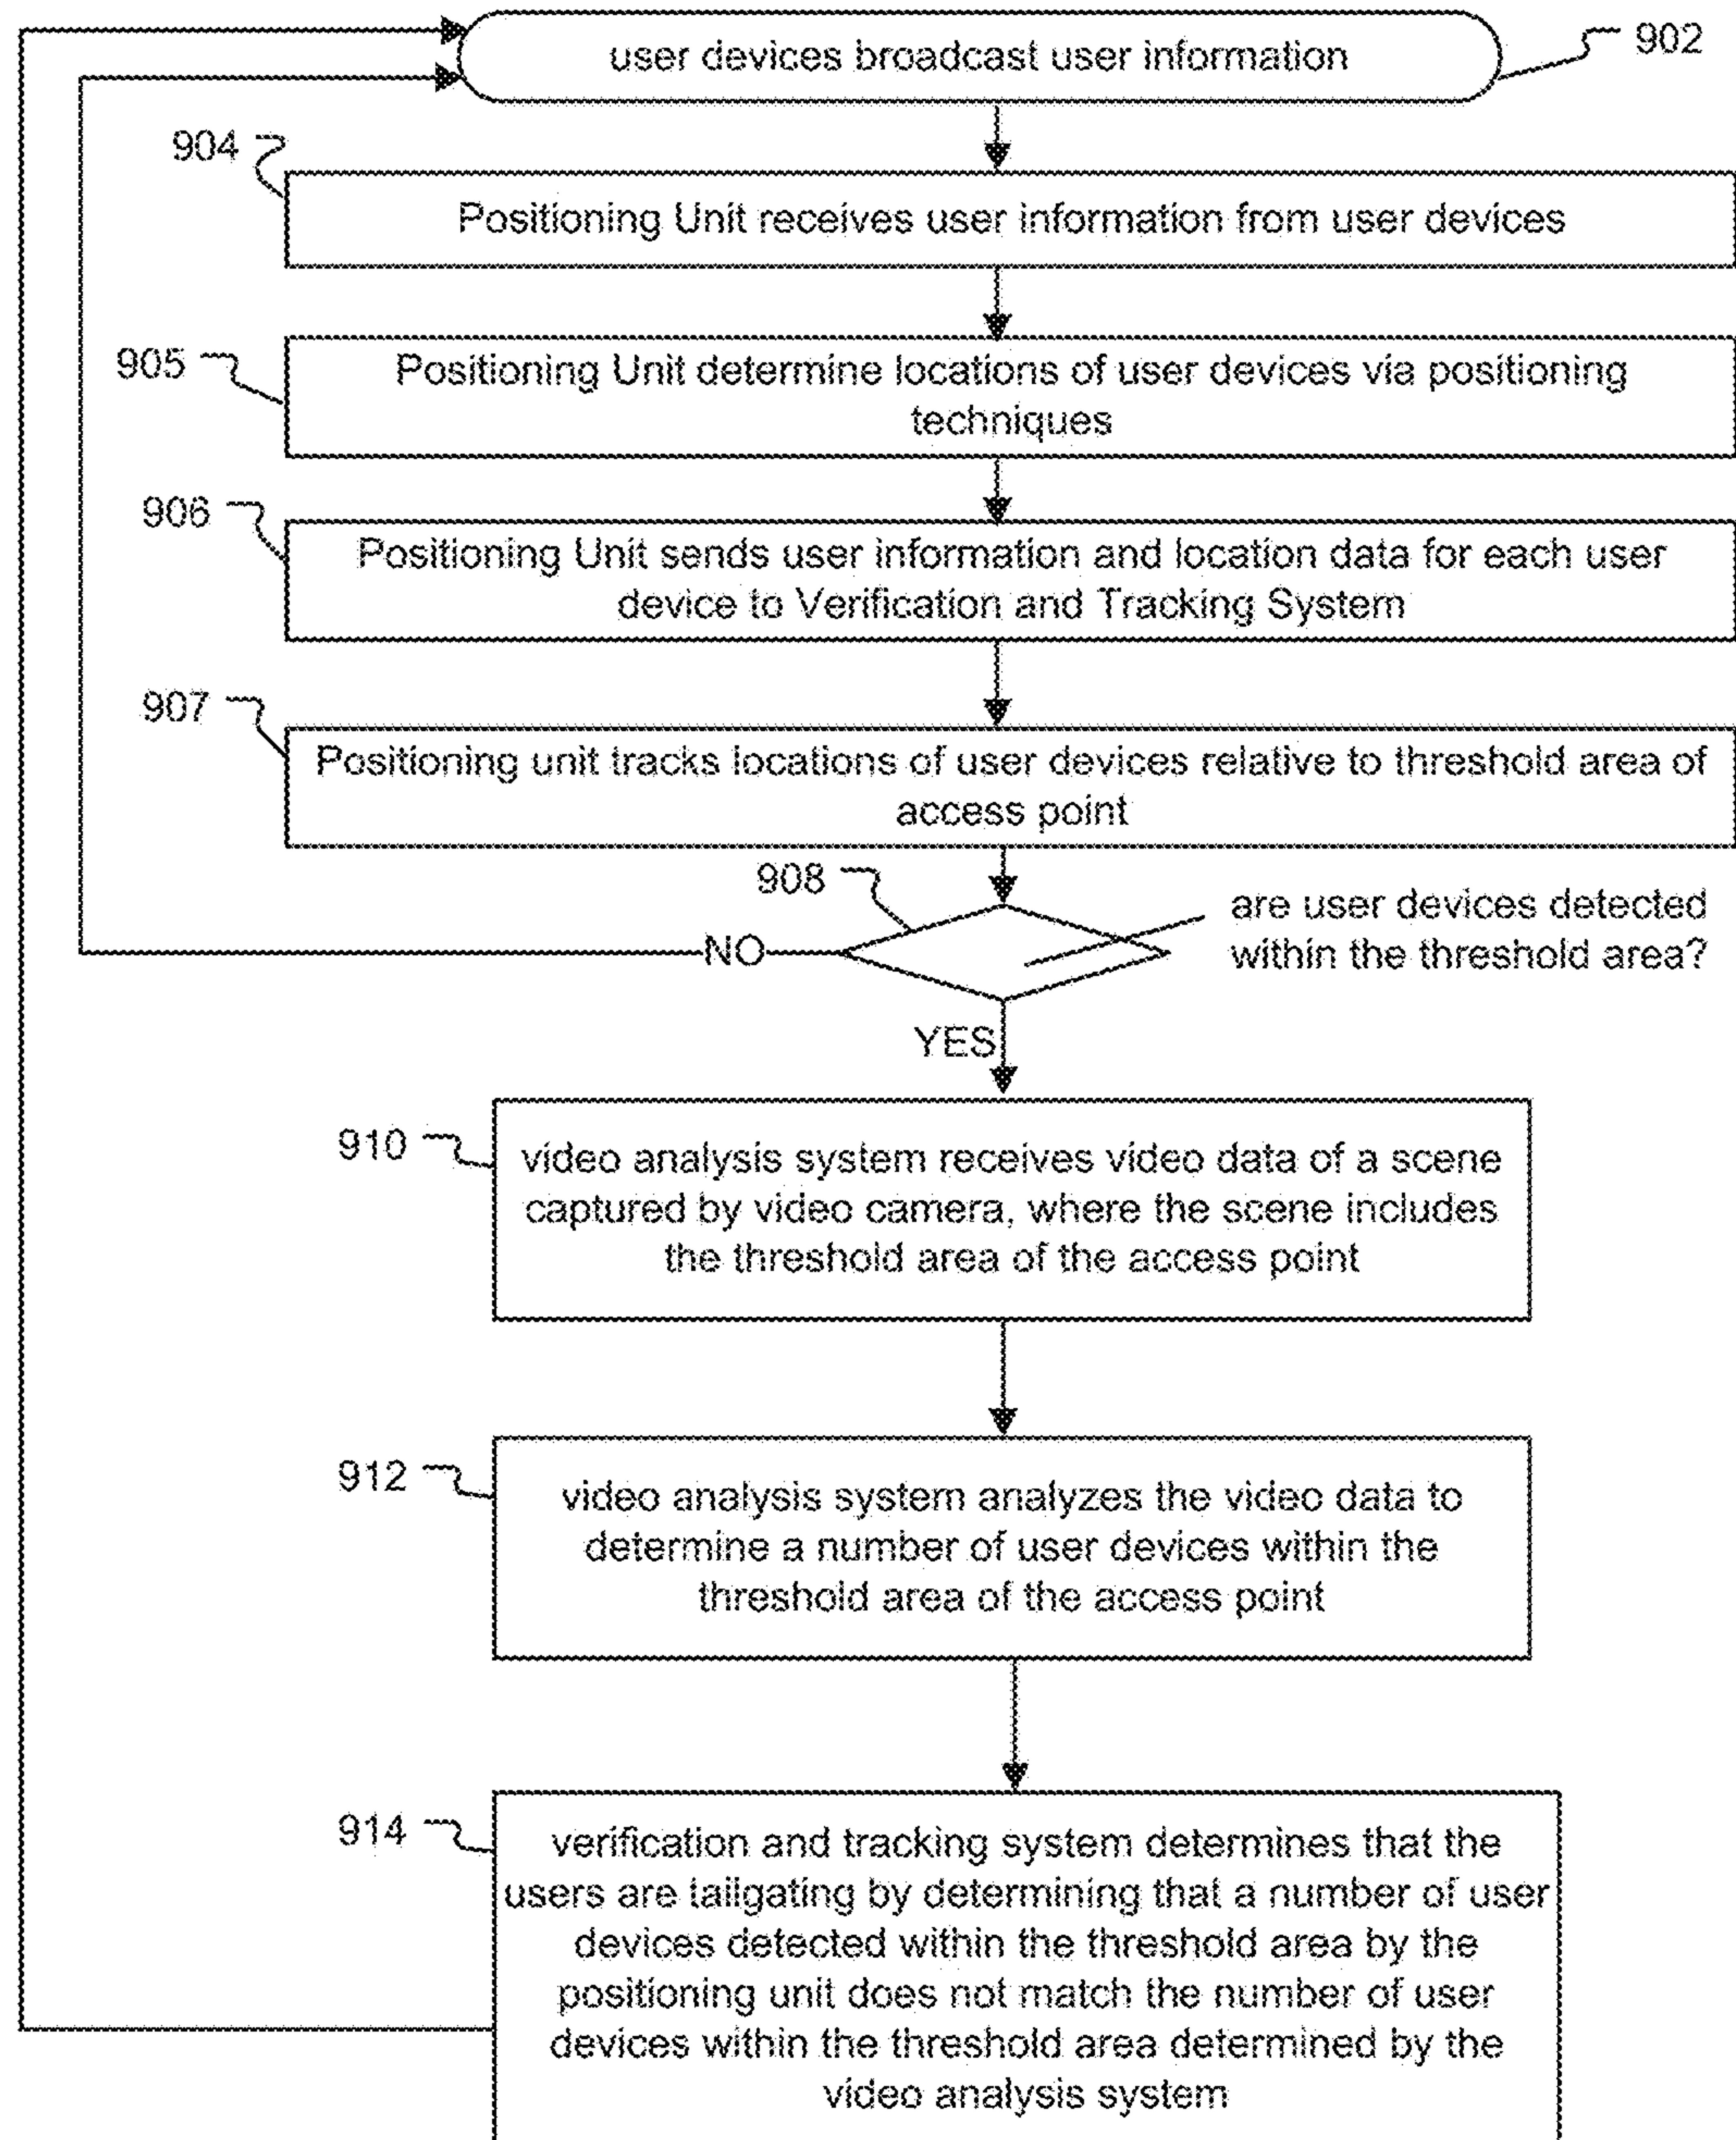 user devices broadcast user information
902
904
Positioning Unit receives user information from user devices
905
Positioning Unit determine locations of user devices via positioning
techniques
906
Positioning Unit sends user information and location data for each user
device to Verification and Tracking System
907
Positioning unit tracks locations of user devices relative to threshold area of
access point
908
are user devices detected
within the threshold area?
NO
YES
910
video analysis system receives video data of a scene
captured by video camera, where the scene includes
the threshold area of the access point
912
video analysis system analyzes the video data to
determine a number of user devices within the
threshold area of the access point
914
verification and tracking system determines that the
users are tailgating by determining that a number of user
devices detected within the threshold area by the
positioning unit does not match the number of user
devices within the threshold area determined by the
video analysis system